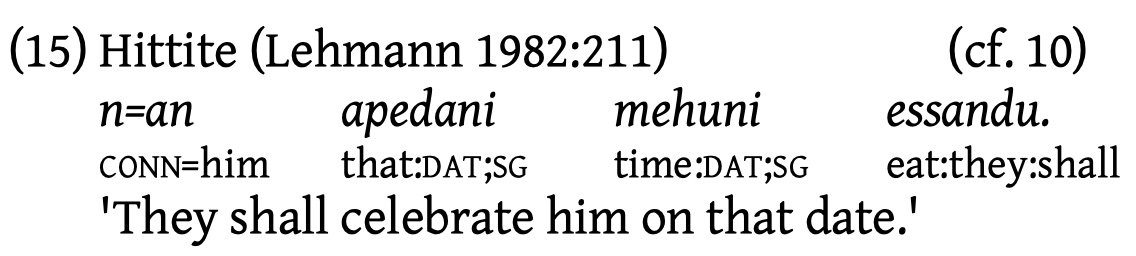 (15) Hittite (Lehmann 1982:211) (cf. 10)
n=an apedani mehuni essandu.
CONN=him that:DAT;SG time:DAT;SG eat:they:shall
'They shall celebrate him on that date.'